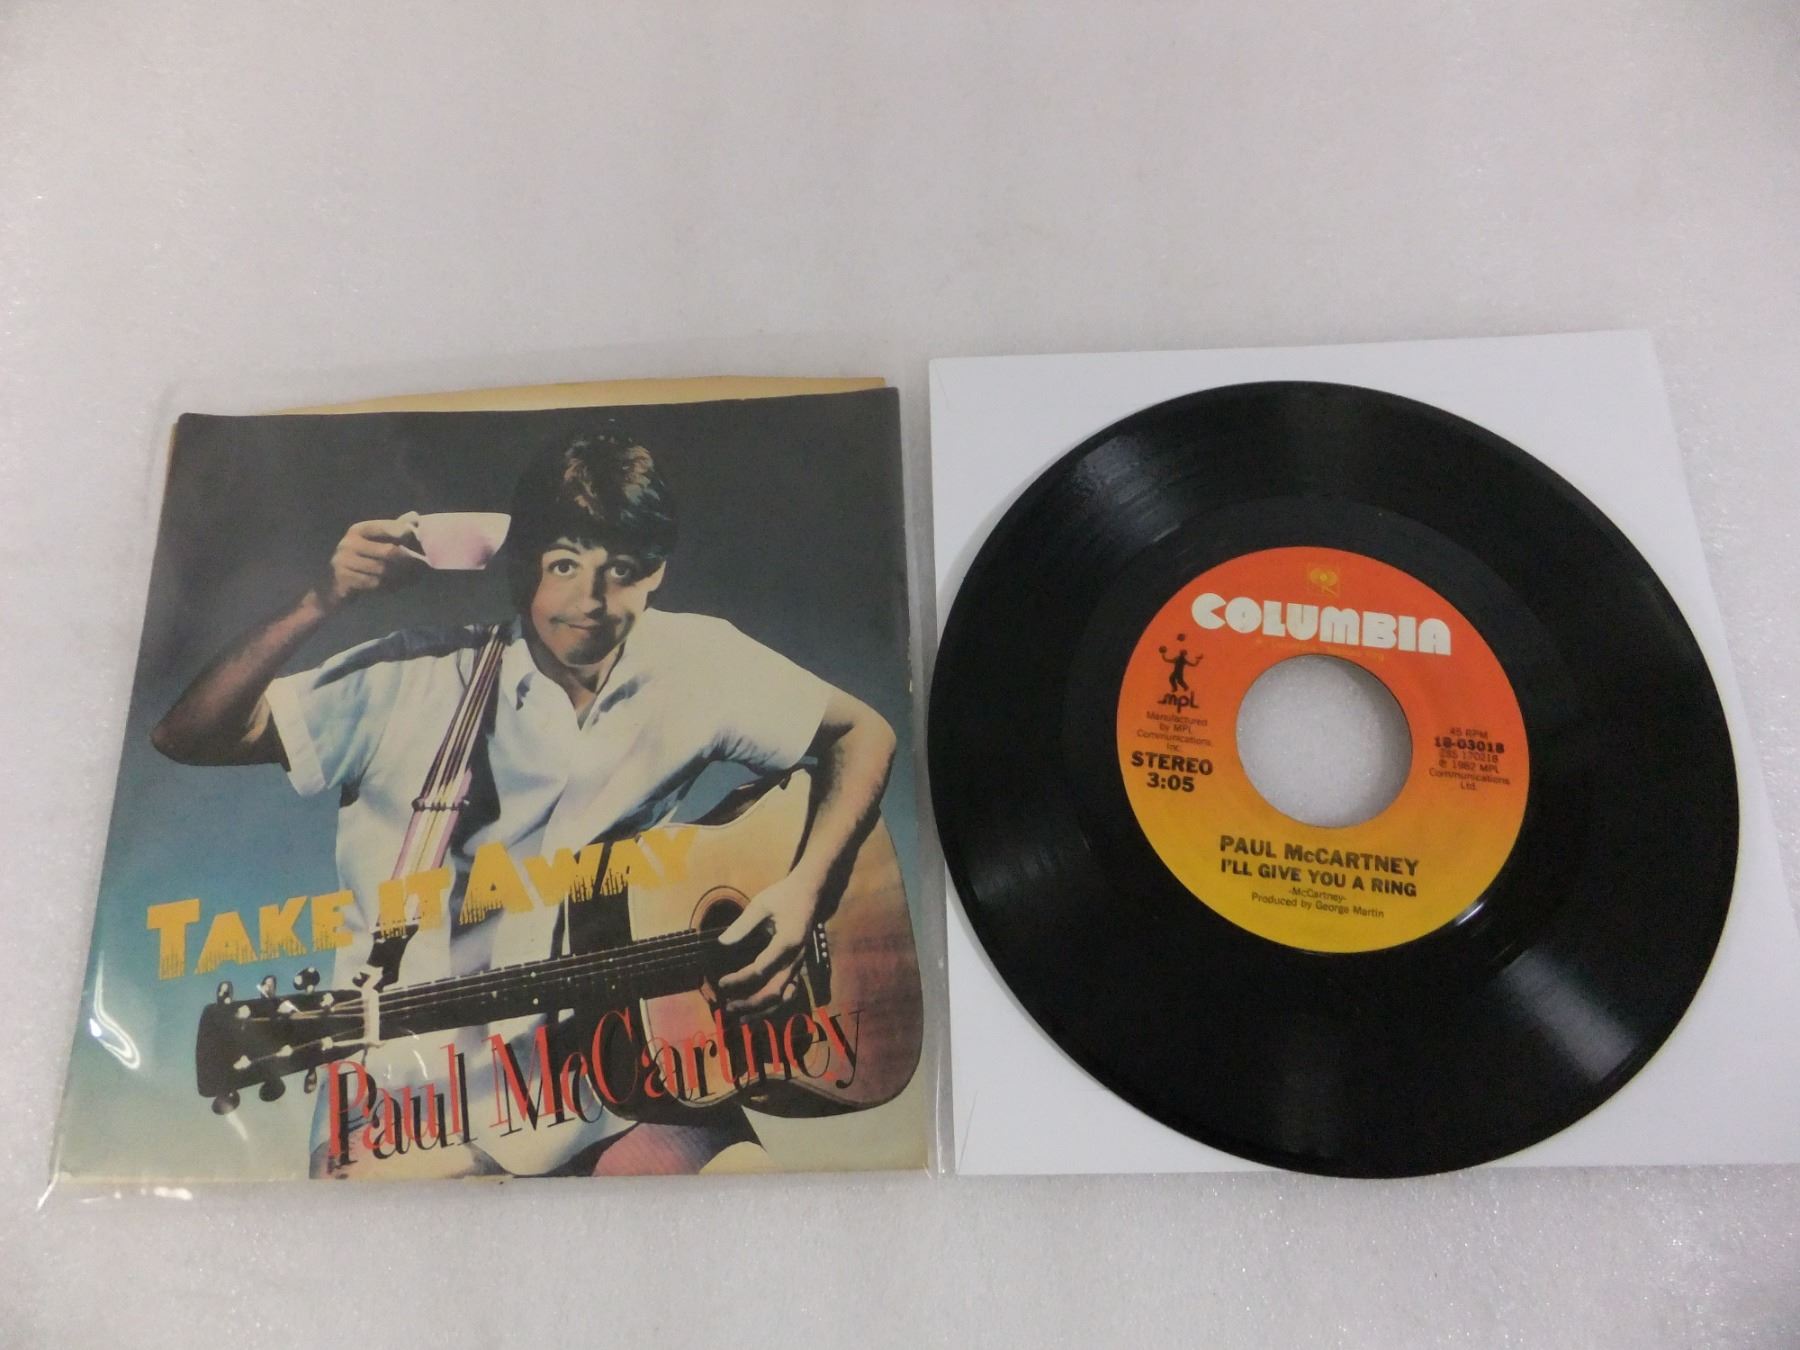 TAKE IT AWAY
Paul McCartney
COLUMBIA
mpl
Manufactured
by MPL
Communications,
Inc.
STEREO
3:05
45 RPM
18-03018
© 1982 MPL
Communications
Ltd.
PAUL McCARTNEY
I'LL GIVE YOU A RING
-McCartney-
Produced by George Martin